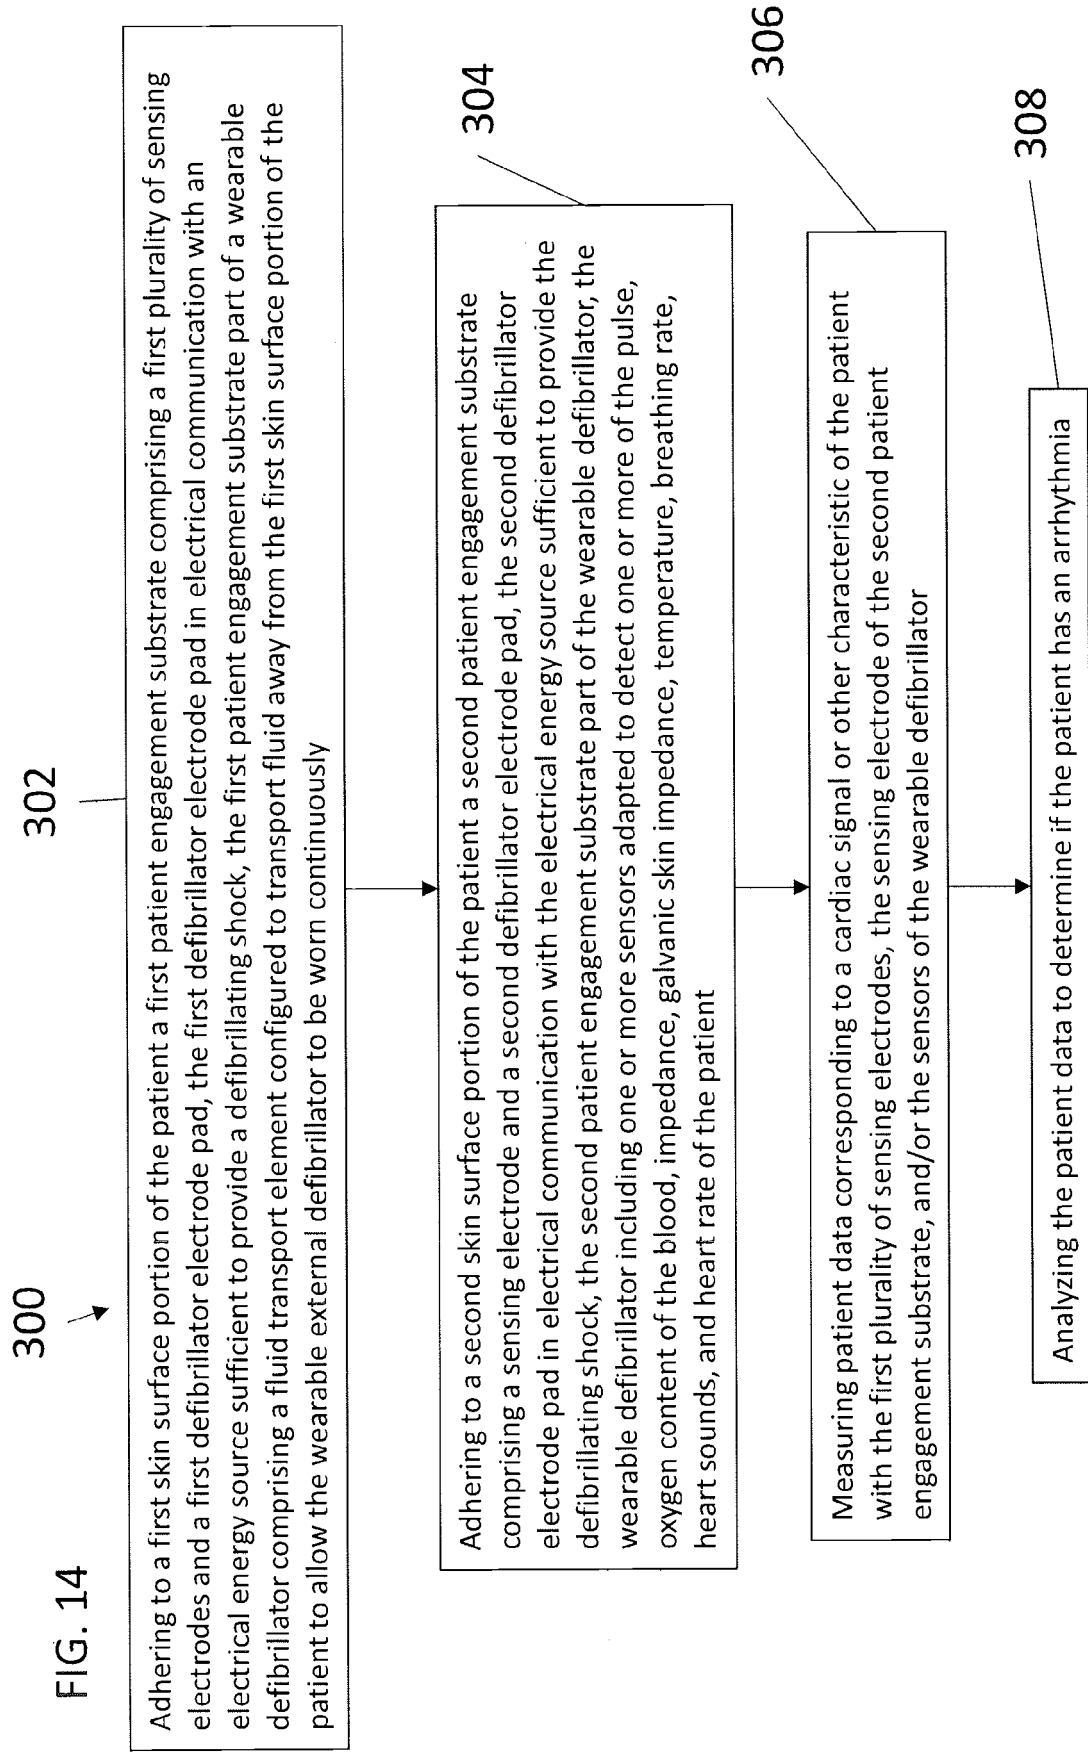 FIG. 14
300
302
Adhering to a first skin surface portion of the patient a first patient engagement substrate comprising a first plurality of sensing
electrodes and a first defibrillator electrode pad, the first defibrillator electrode pad in electrical communication with an
electrical energy source sufficient to provide a defibrillating shock, the first patient engagement substrate part of a wearable
defibrillator comprising a fluid transport element configured to transport fluid away from the first skin surface portion of the
patient to allow the wearable external defibrillator to be worn continuously
304
Adhering to a second skin surface portion of the patient a second patient engagement substrate
comprising a sensing electrode and a second defibrillator electrode pad, the second defibrillator
electrode pad in electrical communication with the electrical energy source sufficient to provide the
defibrillating shock, the second patient engagement substrate part of the wearable defibrillator, the
wearable defibrillator including one or more sensors adapted to detect one or more of the pulse,
oxygen content of the blood, impedance, galvanic skin impedance, temperature, breathing rate,
heart sounds, and heart rate of the patient
306
Measuring patient data corresponding to a cardiac signal or other characteristic of the patient
with the first plurality of sensing electrodes, the sensing electrode of the second patient
engagement substrate, and/or the sensors of the wearable defibrillator
308
Analyzing the patient data to determine if the patient has an arrhythmia